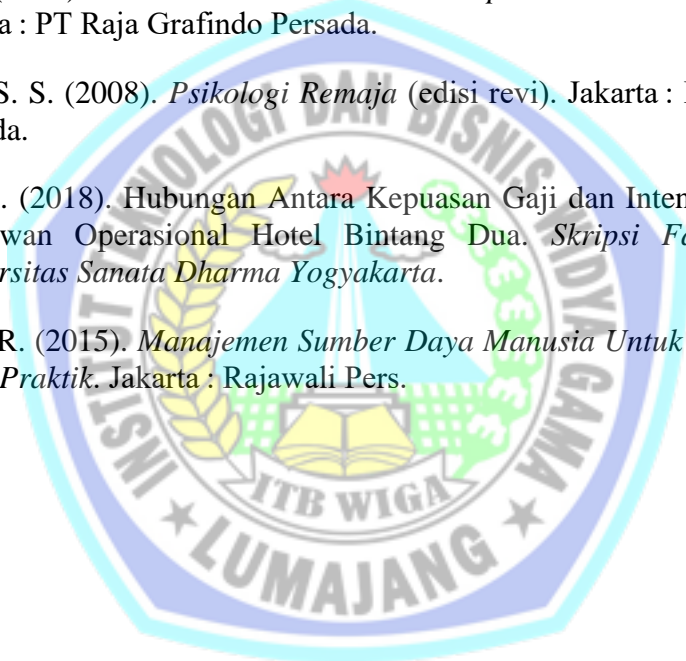 a : PT Raja Grafindo Persada.
S. S. (2008). Psikologi Remaja (edisi revi). Jakarta :
da.
. (2018). Hubungan Antara Kepuasan Gaji dan Inten
wan Operasional Hotel Bintang Dua. Skripsi Fa
rsitas Sanata Dharma Yogyakarta.
R. (2015). Manajemen Sumber Daya Manusia Untuk
Praktik. Jakarta : Rajawali Pers.
INSTITUT TEKNOLOGI DAN BISNIS WIDYA GAMA
ITB WIGA
LUMAJANG